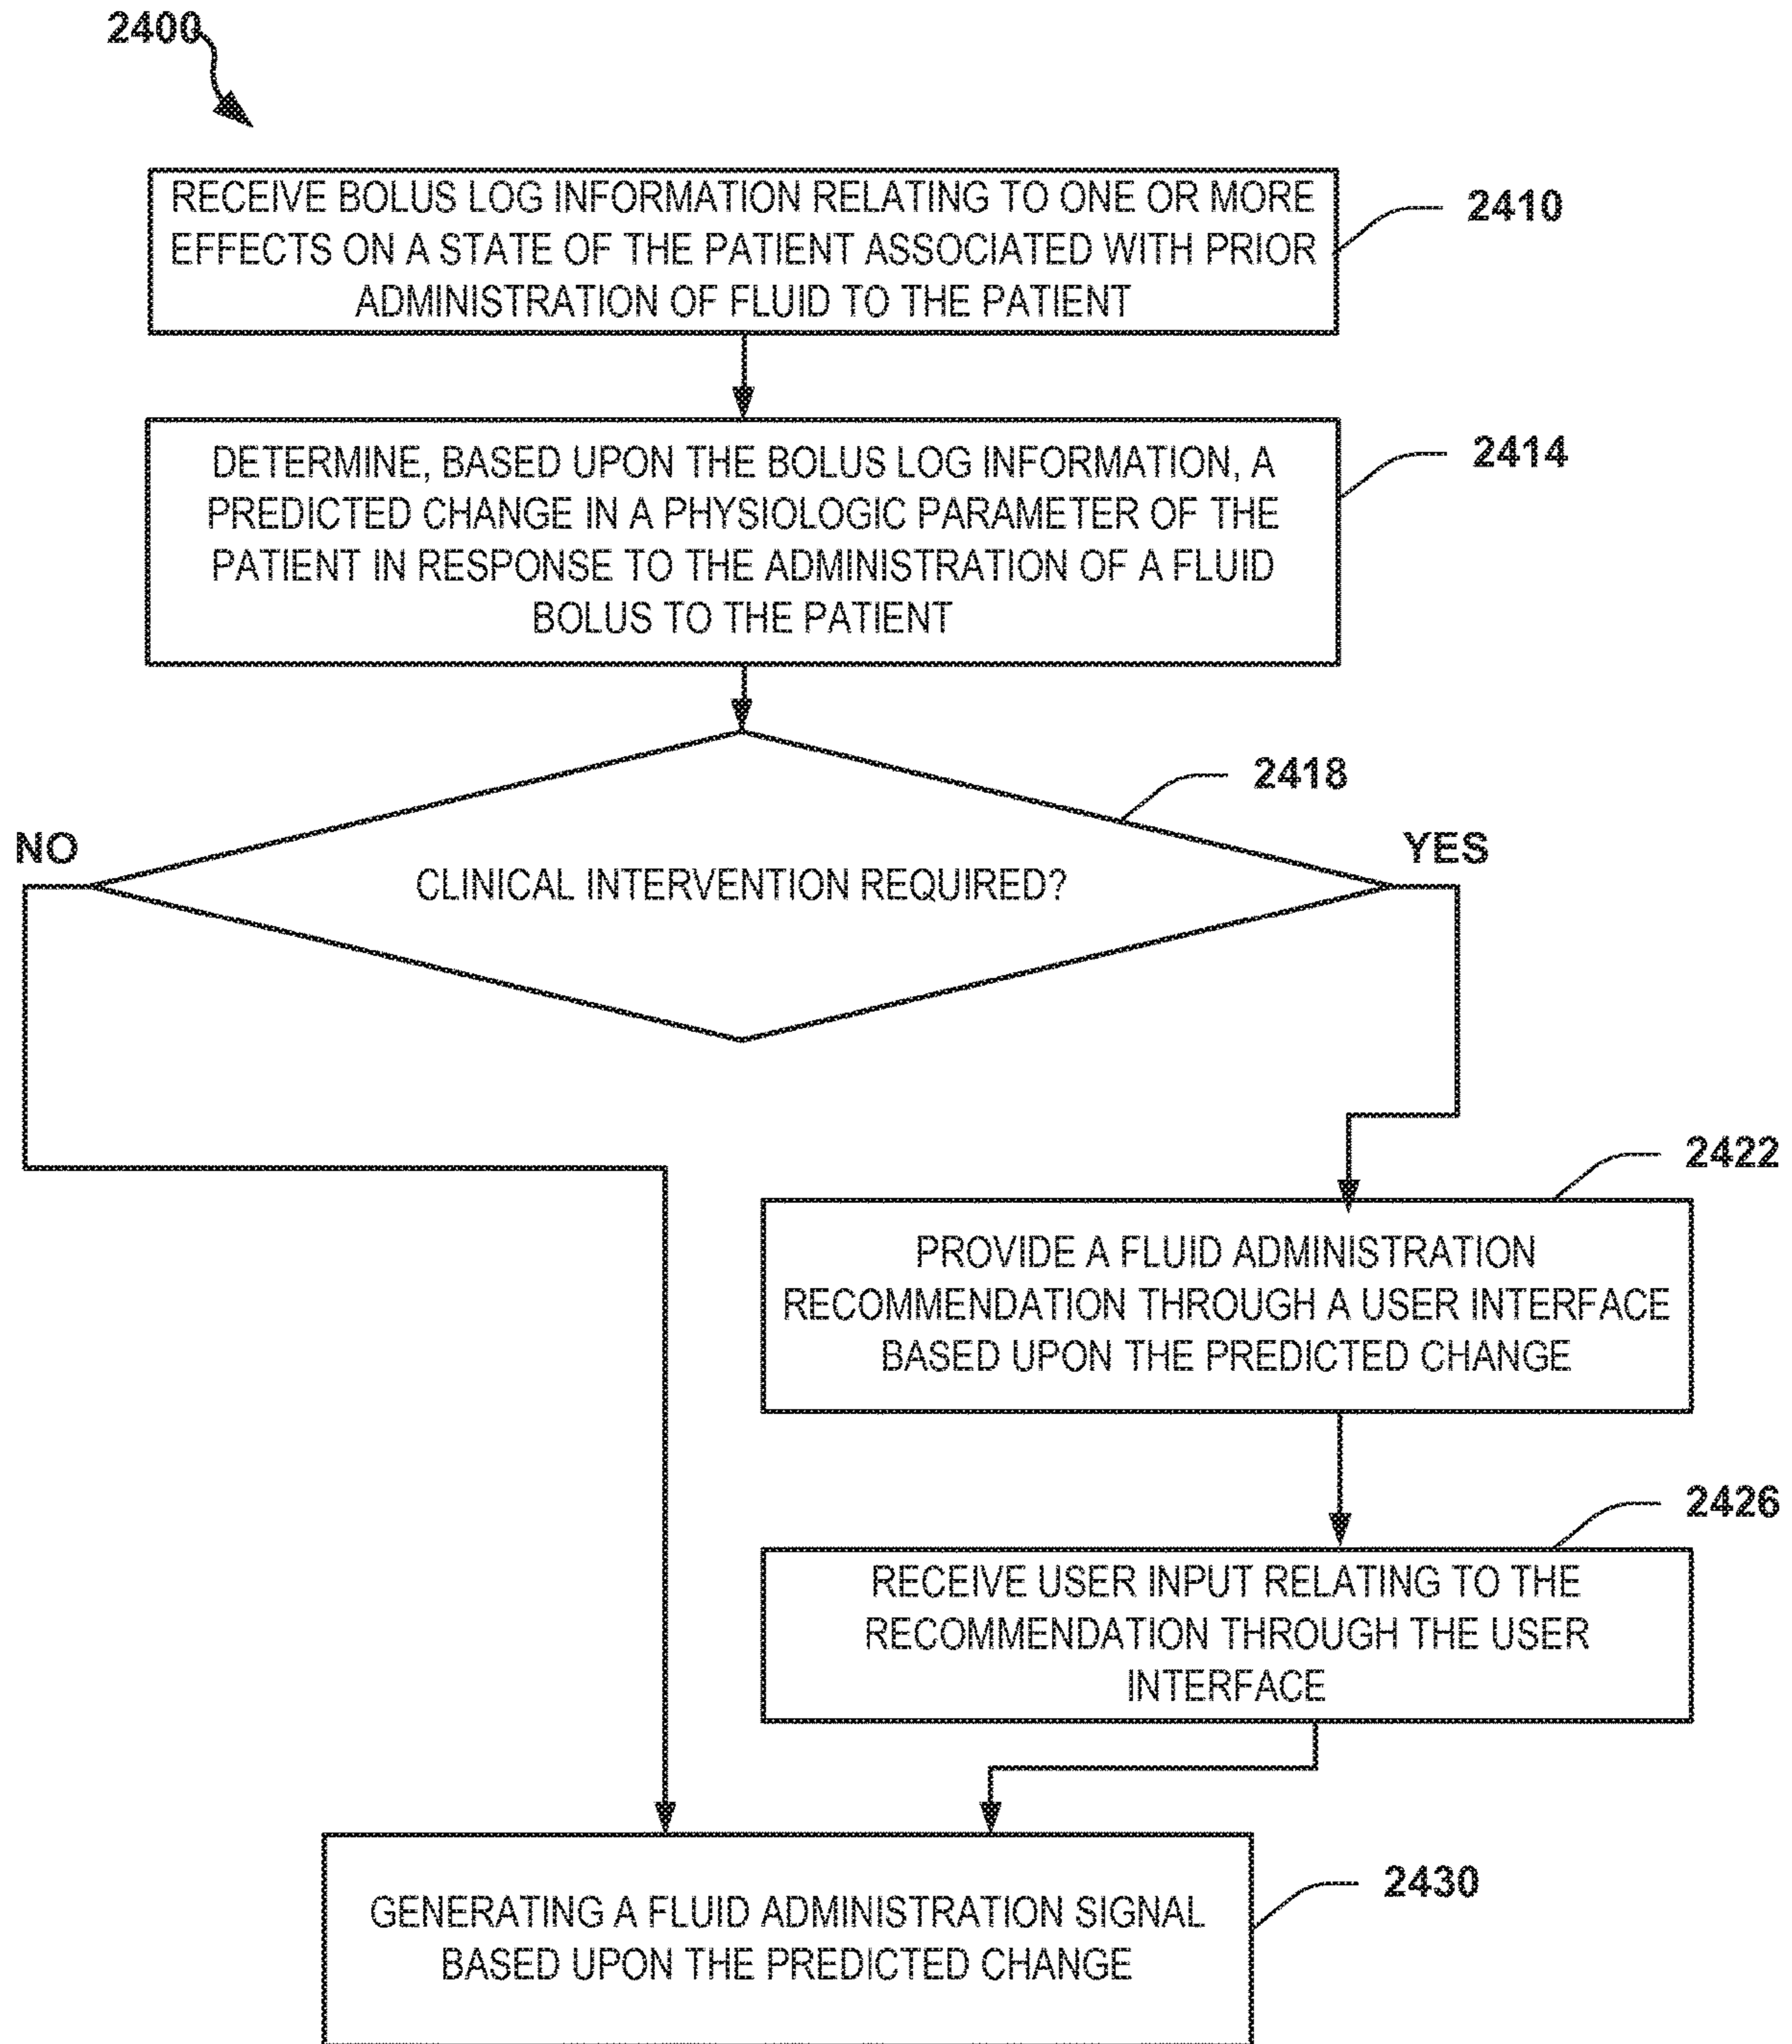 2400
RECEIVE BOLUS LOG INFORMATION RELATING TO ONE OR MORE
EFFECTS ON A STATE OF THE PATIENT ASSOCIATED WITH PRIOR
ADMINISTRATION OF FLUID TO THE PATIENT
2410
DETERMINE, BASED UPON THE BOLUS LOG INFORMATION, A
PREDICTED CHANGE IN A PHYSIOLOGIC PARAMETER OF THE
PATIENT IN RESPONSE TO THE ADMINISTRATION OF A FLUID
BOLUS TO THE PATIENT
2414
2418
NO
YES
CLINICAL INTERVENTION REQUIRED?
2422
PROVIDE A FLUID ADMINISTRATION
RECOMMENDATION THROUGH A USER INTERFACE
BASED UPON THE PREDICTED CHANGE
2426
RECEIVE USER INPUT RELATING TO THE
RECOMMENDATION THROUGH THE USER
INTERFACE
GENERATING A FLUID ADMINISTRATION SIGNAL
BASED UPON THE PREDICTED CHANGE
2430